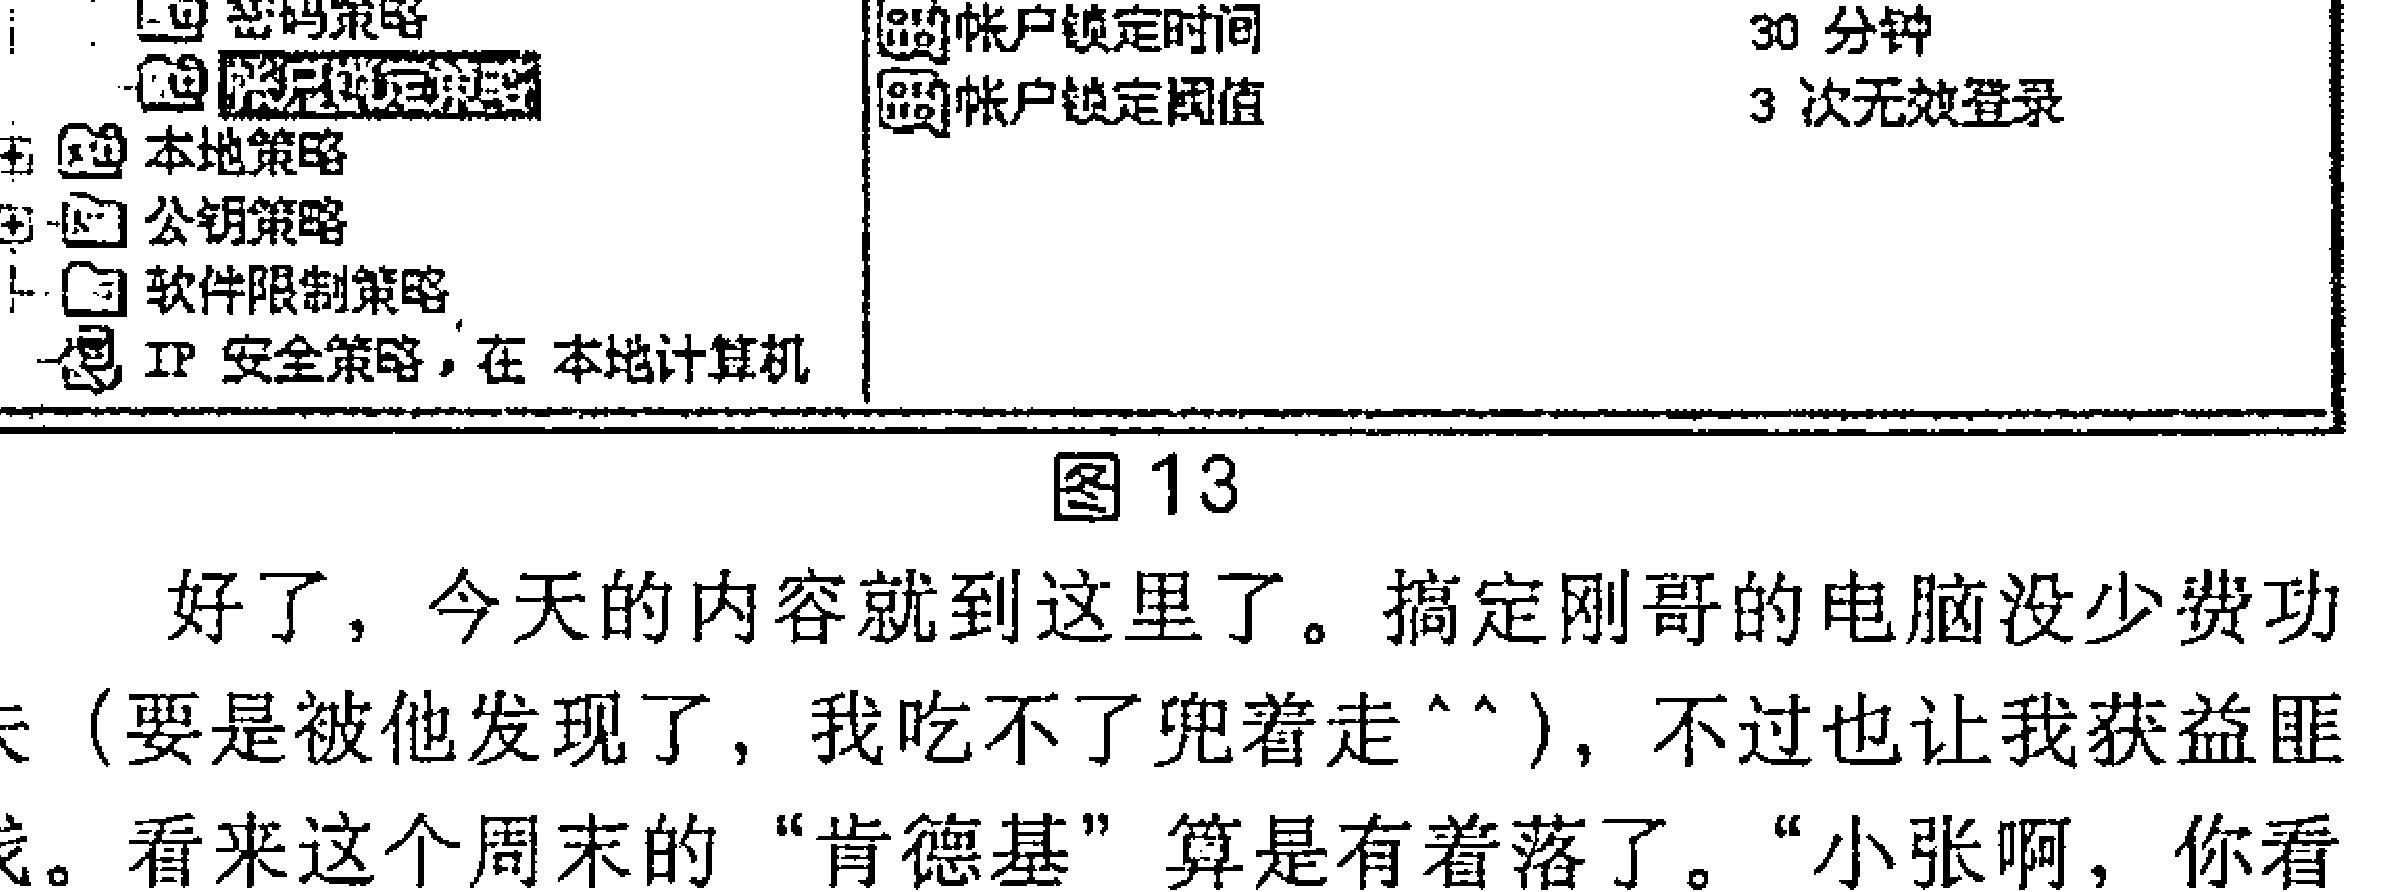 密码策略
帐户锁定策略
本地策略
公钥策略
软件限制策略
IP 安全策略，在 本地计算机
帐户锁定时间 30 分钟
帐户锁定阈值 3 次无效登录
图 13
好了，今天的内容就到这里了。搞定刚哥的电脑没少费功
夫（要是被他发现了，我吃不了兜着走^^），不过也让我获益匪
浅。看来这个周末的“肯德基”算是有着落了。“小张啊，你看